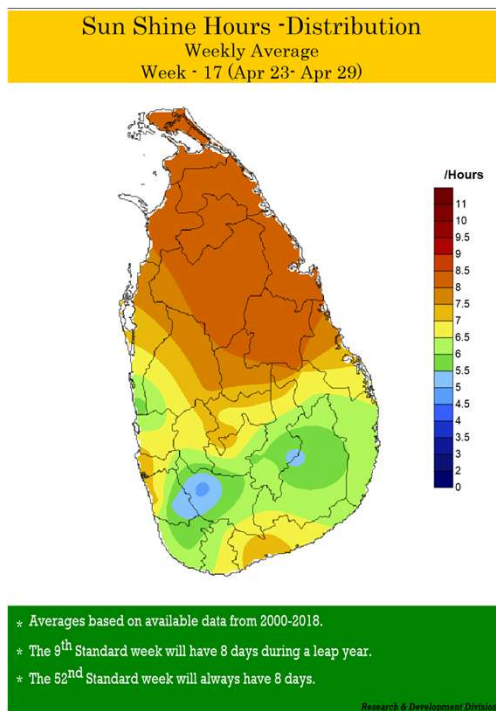 Sun Shine Hours -Distribution
Weekly Average
Week - 17 (Apr 23- Apr 29)
/Hours
11
10
9.5
9
8.5
8
7.5
7
6.5
6
5.5
5
4.5
4
3.5
3
2
0
* Averages based on available data from 2000-2018.
* The 9th Standard week will have 8 days during a leap year.
* The 52nd Standard week will always have 8 days.
Research & Development Division